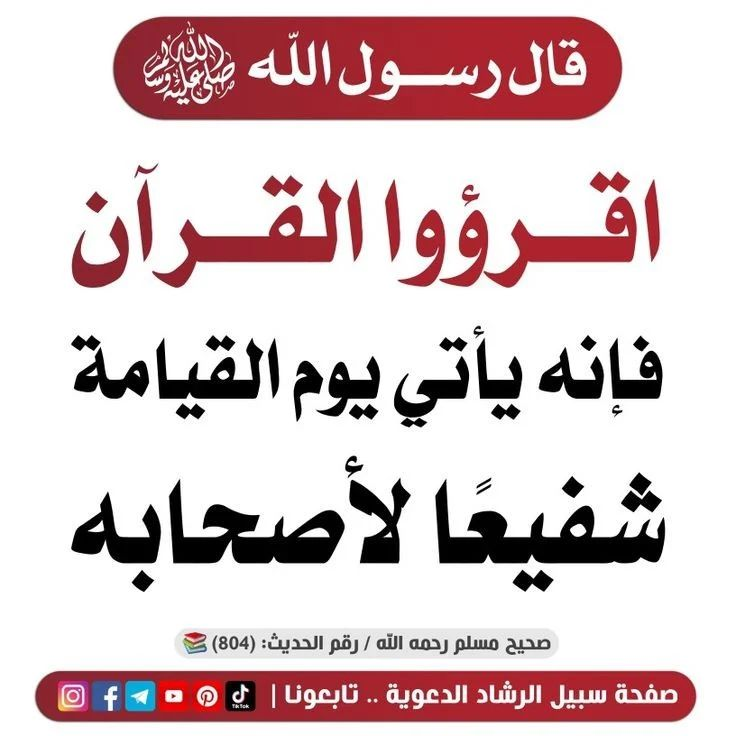 قال رسول الله صلى الله عليه وسلم
اقرؤوا القرآن
فإنه يأتي يوم القيامة
شفيعًا لأصحابه
صحيح مسلم رحمه الله / رقم الحديث: (804)
صفحة سبيل الرشاد الدعوية .. تابعونا |
TikTok